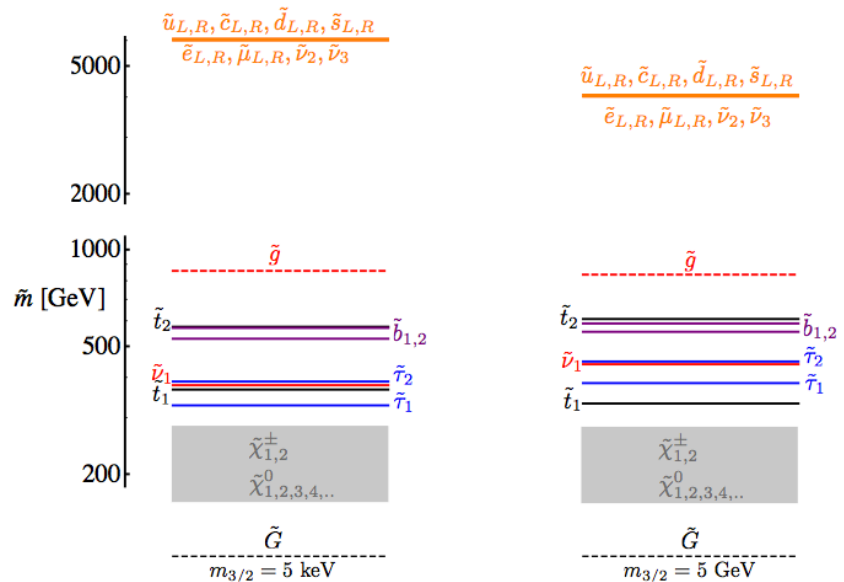 ũ_{L,R}, c̃_{L,R}, d̃_{L,R}, s̃_{L,R}
ẽ_{L,R}, μ̃_{L,R}, ν̃_2, ν̃_3
5000
ũ_{L,R}, c̃_{L,R}, d̃_{L,R}, s̃_{L,R}
ẽ_{L,R}, μ̃_{L,R}, ν̃_2, ν̃_3
2000
1000
g̃
g̃
m̃ [GeV]
t̃_2
b̃_{1,2}
t̃_2
b̃_{1,2}
500
ν̃_1
τ̃_2
ν̃_1
τ̃_2
t̃_1
τ̃_1
t̃_1
τ̃_1
200
χ̃^±_{1,2}
χ̃^0_{1,2,3,4,..}
χ̃^±_{1,2}
χ̃^0_{1,2,3,4,..}
G̃
G̃
m_{3/2} = 5 keV
m_{3/2} = 5 GeV